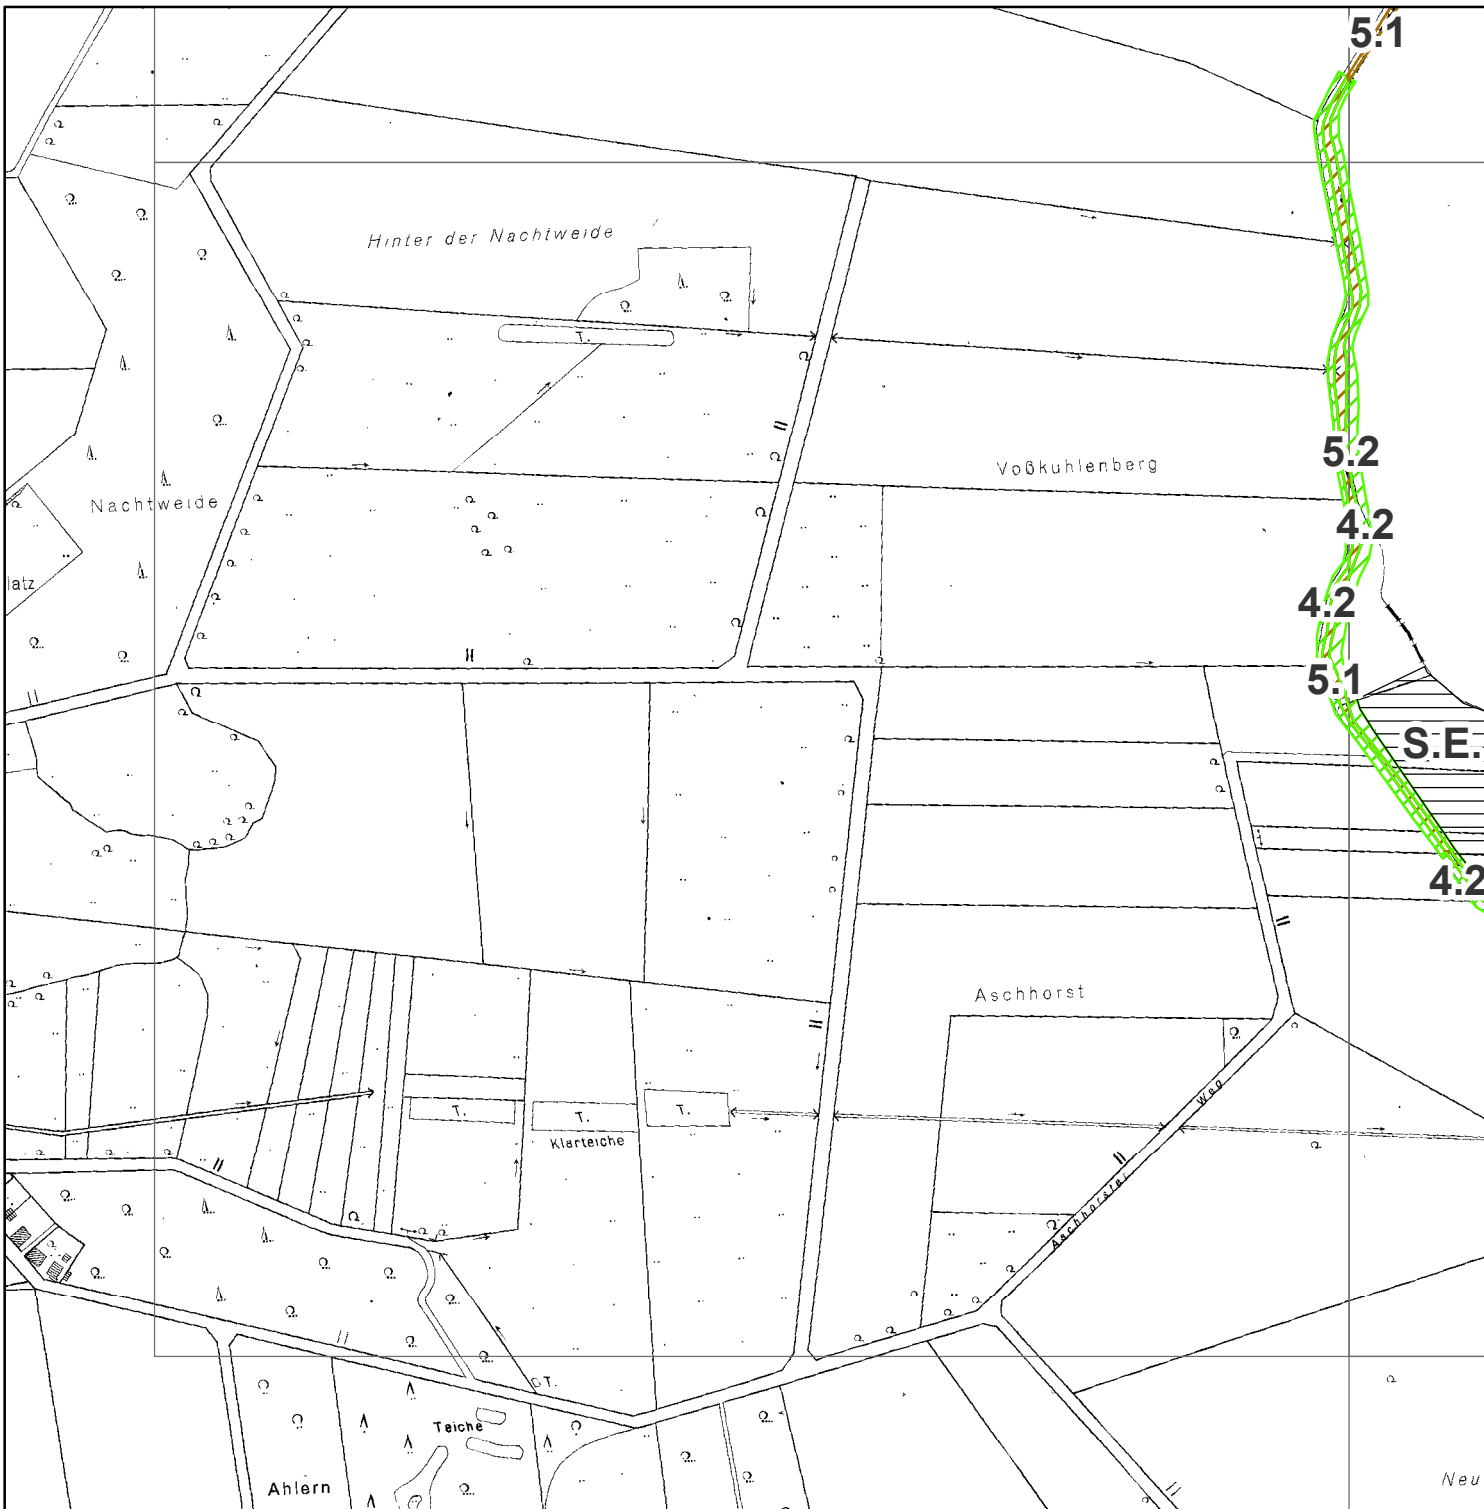 5.1
Hinter der Nachtweide
T.
5.2
Voßkuhlenberg
Nachtweide
4.2
latz
4.2
5.1
S.E.
4.2
Aschhorst
T.
T.
T.
Klärteiche
Aschhorster Weg
T.
Teiche
Ahlern
Neu